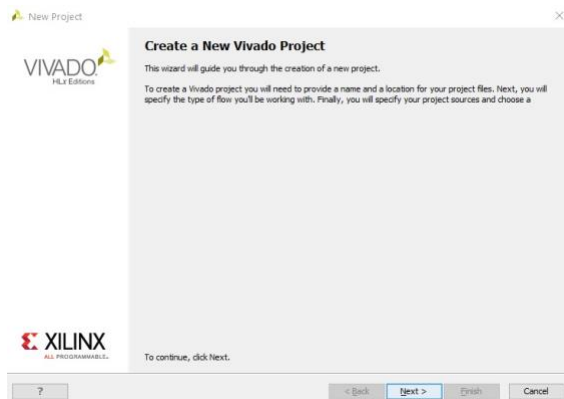 New Project
Create a New Vivado Project
VIVADO
HLx Editions
This wizard will guide you through the creation of a new project.
To create a Vivado project you will need to provide a name and a location for your project files. Next, you will
specify the type of flow you'll be working with. Finally, you will specify your project sources and choose a
XILINX
ALL PROGRAMMABLE
To continue, click Next.
?
< Back
Next >
Finish
Cancel